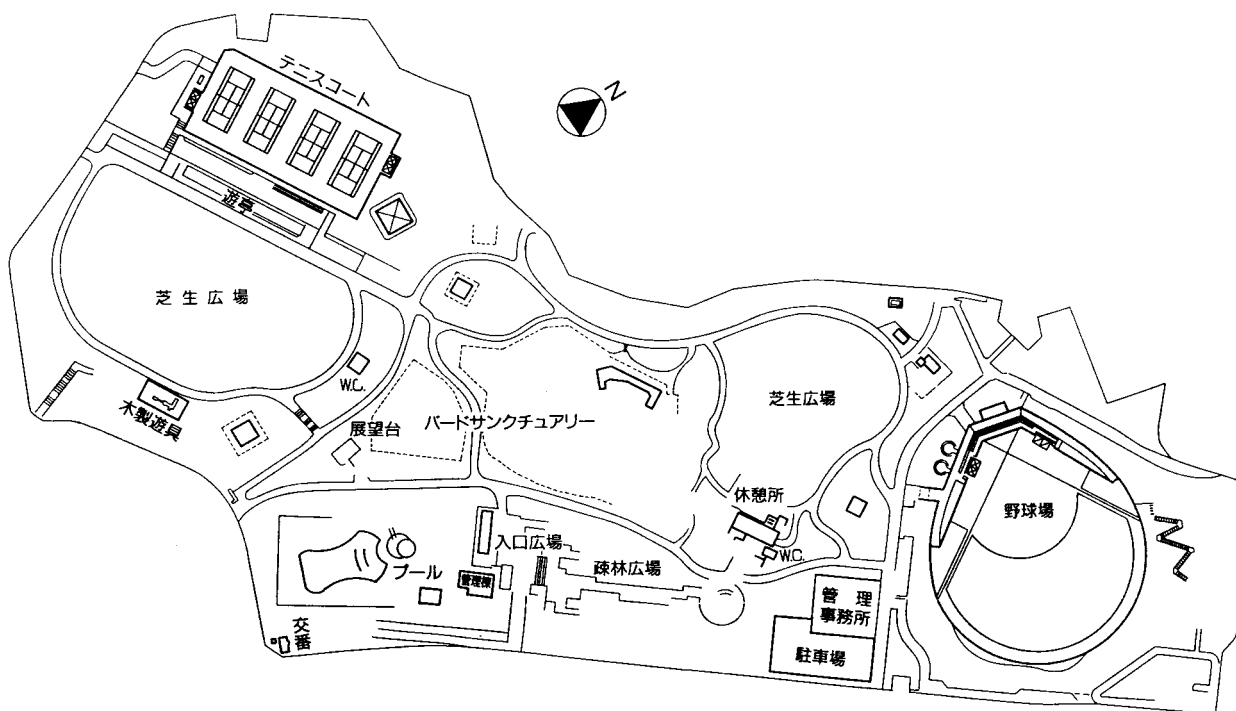 テニスコート
N
遊亭
芝生広場
W.C.
木製遊具
展望台
バードサンクチュアリー
芝生広場
休憩所
W.C.
野球場
入口広場
疎林広場
プール
管理棟
管理
事務所
駐車場
交番